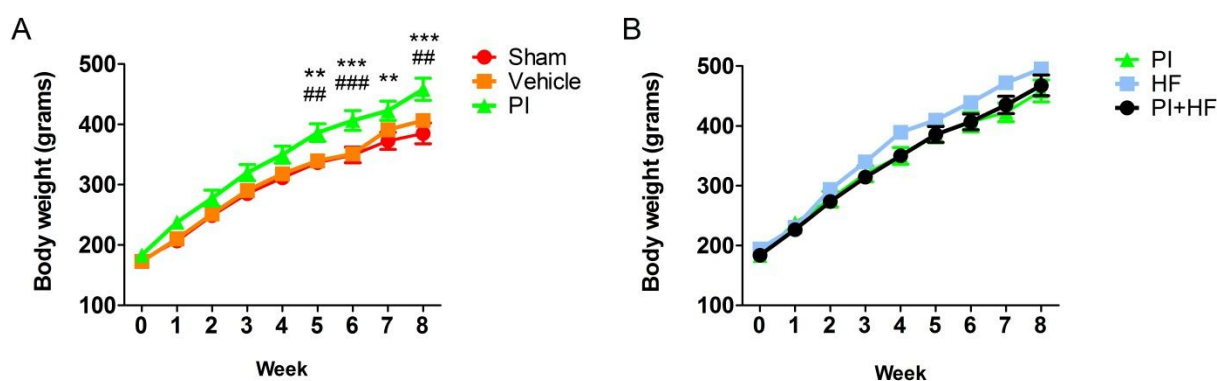 A
Body weight (grams)
500
400
300
200
100
0 1 2 3 4 5 6 7 8
Week
**
##
***
###
**
***
##
Sham
Vehicle
PI
B
Body weight (grams)
500
400
300
200
100
0 1 2 3 4 5 6 7 8
Week
PI
HF
PI+HF